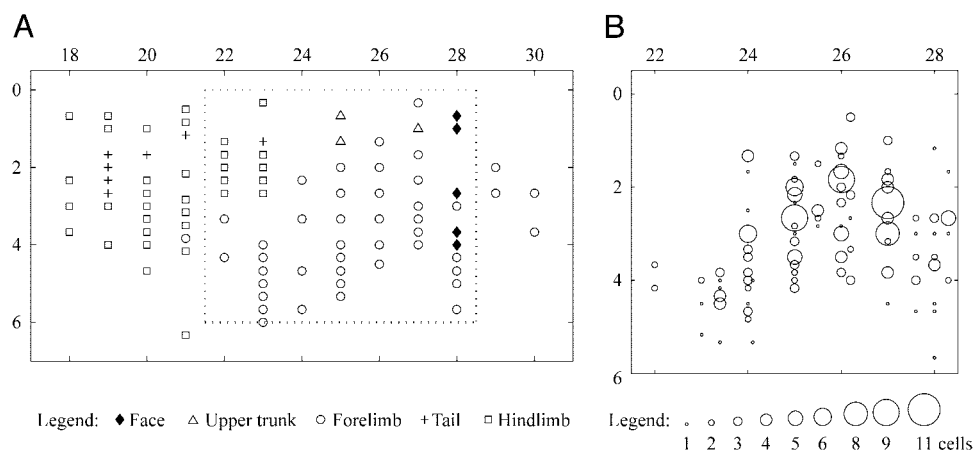 A
B
18 20 22 24 26 28 30
22 24 26 28
0
2
4
6
0
2
4
6
Legend: Face Upper trunk Forelimb Tail Hindlimb
Legend:
1 2 3 4 5 6 8 9 11 cells